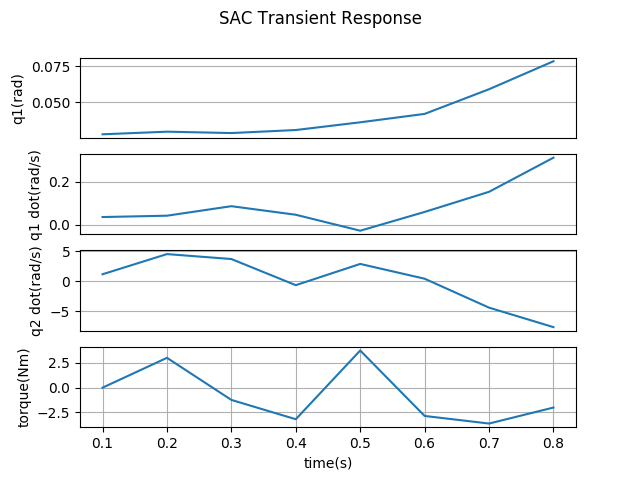 SAC Transient Response
q1(rad)
0.075
0.050
q1 dot(rad/s)
0.2
0.0
q2 dot(rad/s)
5
0
−5
torque(Nm)
2.5
0.0
−2.5
0.1 0.2 0.3 0.4 0.5 0.6 0.7 0.8
time(s)